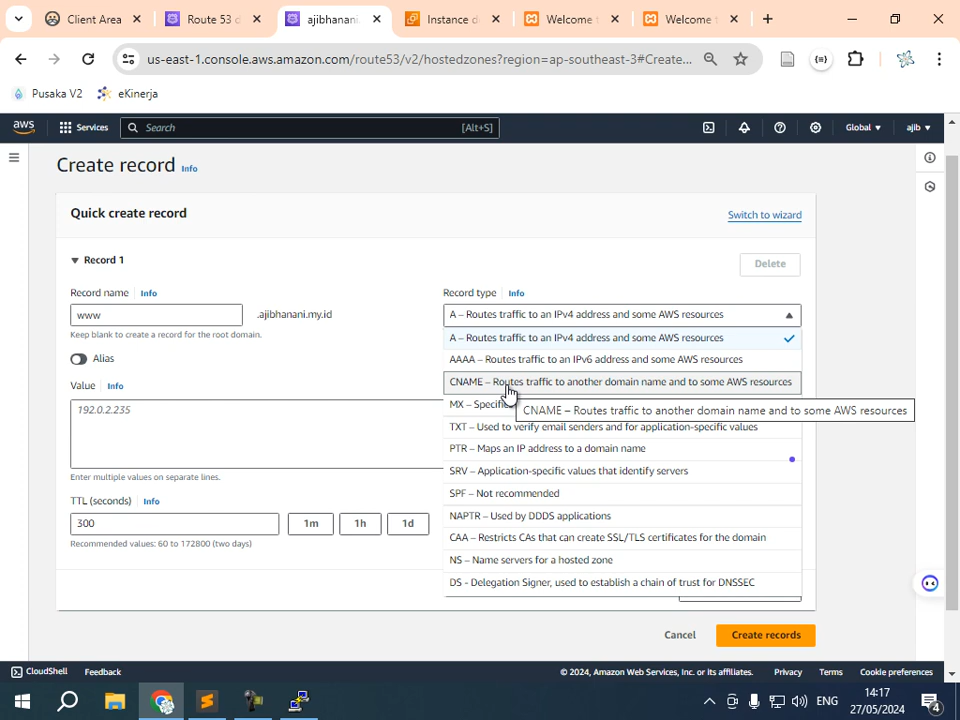 Client Area
Route 53 d
ajibhanani.
Instance d
Welcome t
Welcome t
us-east-1.console.aws.amazon.com/route53/v2/hostedzones?region=ap-southeast-3#Create...
Pusaka V2
eKinerja
aws
Services
Search
[Alt+S]
Global
ajib
Create record
Info
Quick create record
Switch to wizard
Record 1
Delete
Record name
Info
Record type
Info
www
.ajibhanani.my.id
A – Routes traffic to an IPv4 address and some AWS resources
Keep blank to create a record for the root domain.
A – Routes traffic to an IPv4 address and some AWS resources
Alias
AAAA – Routes traffic to an IPv6 address and some AWS resources
Value
Info
CNAME – Routes traffic to another domain name and to some AWS resources
192.0.2.235
MX – Specifi
CNAME – Routes traffic to another domain name and to some AWS resources
TXT – Used to verify email senders and for application-specific values
PTR – Maps an IP address to a domain name
Enter multiple values on separate lines.
SRV – Application-specific values that identify servers
TTL (seconds)
Info
SPF – Not recommended
300
1m
1h
1d
NAPTR – Used by DDDS applications
Recommended values: 60 to 172800 (two days)
CAA – Restricts CAs that can create SSL/TLS certificates for the domain
NS – Name servers for a hosted zone
DS - Delegation Signer, used to establish a chain of trust for DNSSEC
Cancel
Create records
CloudShell
Feedback
© 2024, Amazon Web Services, Inc. or its affiliates.
Privacy
Terms
Cookie preferences
ENG
14:17
27/05/2024
4